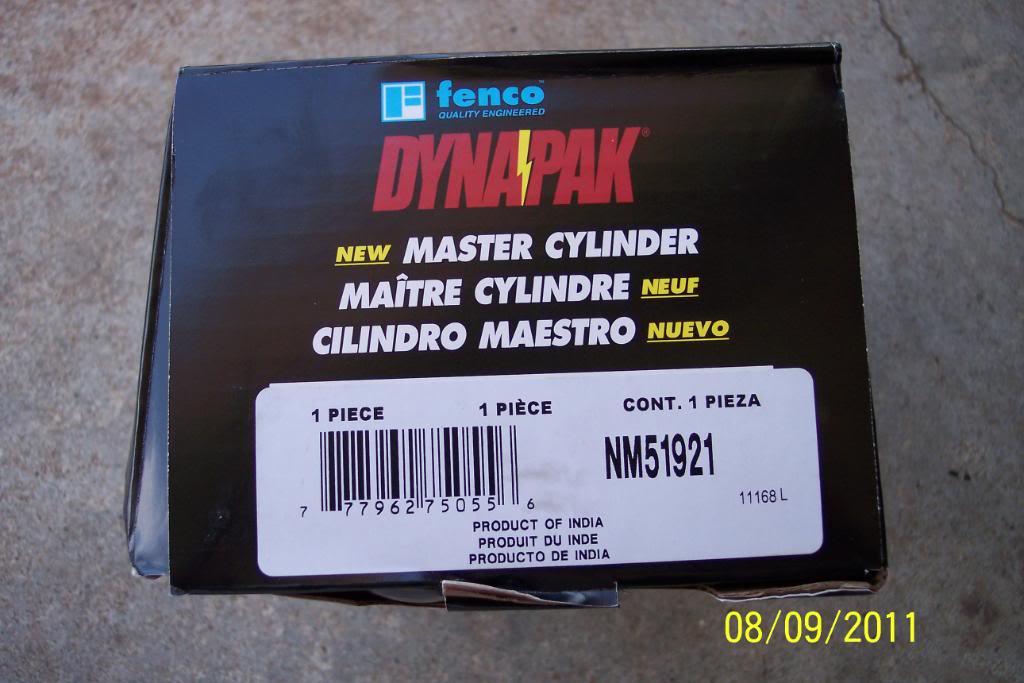 fenco™
QUALITY ENGINEERED
DYNAPAK®
NEW MASTER CYLINDER
MAÎTRE CYLINDRE NEUF
CILINDRO MAESTRO NUEVO
1 PIECE 1 PIÈCE CONT. 1 PIEZA
NM51921
7 77962 75055 6
11168 L
PRODUCT OF INDIA
PRODUIT DU INDE
PRODUCTO DE INDIA
08/09/2011